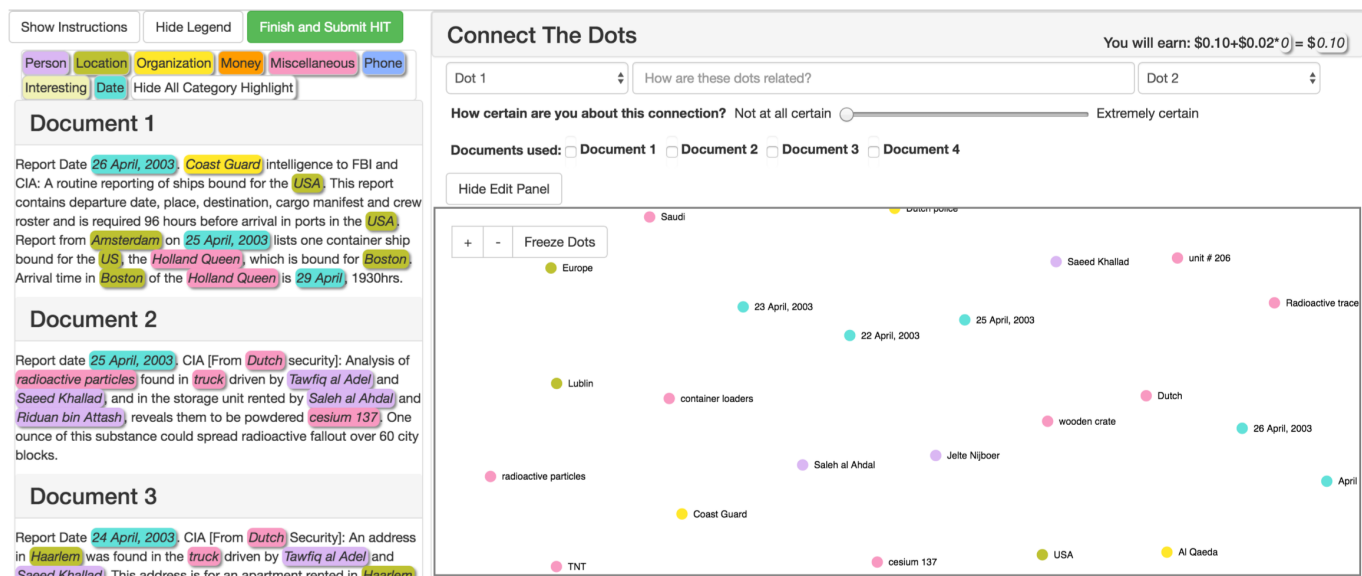 Show Instructions
Hide Legend
Finish and Submit HIT
Person Location Organization Money Miscellaneous Phone
Interesting Date Hide All Category Highlight
Document 1
Report Date 26 April, 2003. Coast Guard intelligence to FBI and
CIA: A routine reporting of ships bound for the USA. This report
contains departure date, place, destination, cargo manifest and crew
roster and is required 96 hours before arrival in ports in the USA.
Report from Amsterdam on 25 April, 2003 lists one container ship
bound for the US, the Holland Queen, which is bound for Boston.
Arrival time in Boston of the Holland Queen is 29 April, 1930hrs.
Document 2
Report date 25 April, 2003. CIA [From Dutch security]: Analysis of
radioactive particles found in truck driven by Tawfiq al Adel and
Saeed Khallad, and in the storage unit rented by Saleh al Ahdal and
Riduan bin Attash, reveals them to be powdered cesium 137. One
ounce of this substance could spread radioactive fallout over 60 city
blocks.
Document 3
Report Date 24 April, 2003. CIA [From Dutch Security]: An address
in Haarlem was found in the truck driven by Tawfiq al Adel and
Saeed Khallad. This address is for an apartment rented in Haarlem
Connect The Dots
You will earn: $0.10+$0.02*0 = $0.10
Dot 1
How are these dots related?
Dot 2
How certain are you about this connection? Not at all certain
Extremely certain
Documents used: Document 1 Document 2 Document 3 Document 4
Hide Edit Panel
+
-
Freeze Dots
Saudi
Dutch police
Europe
Saeed Khallad
unit # 206
23 April, 2003
Radioactive trace
25 April, 2003
22 April, 2003
Lublin
container loaders
Dutch
wooden crate
26 April, 2003
Saleh al Ahdal
Jelte Nijboer
radioactive particles
April
Coast Guard
TNT
cesium 137
USA
Al Qaeda